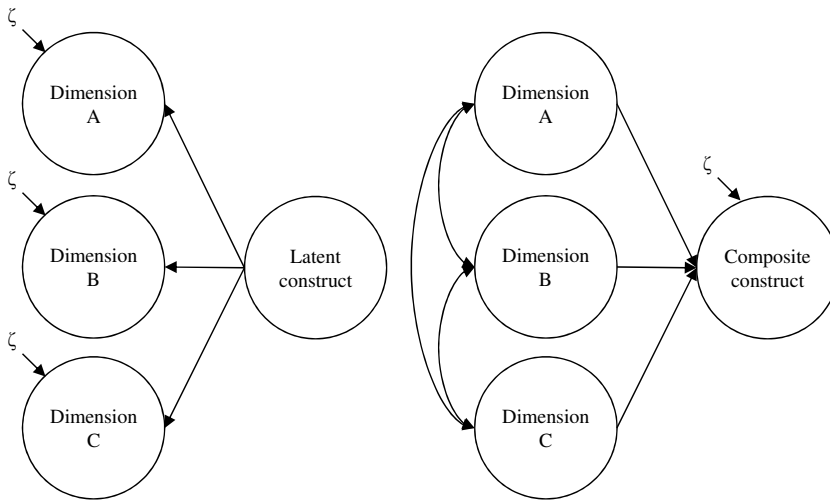 ζ
Dimension
A
ζ
Dimension
B
ζ
Dimension
C
Latent
construct
Dimension
A
Dimension
B
Dimension
C
ζ
Composite
construct